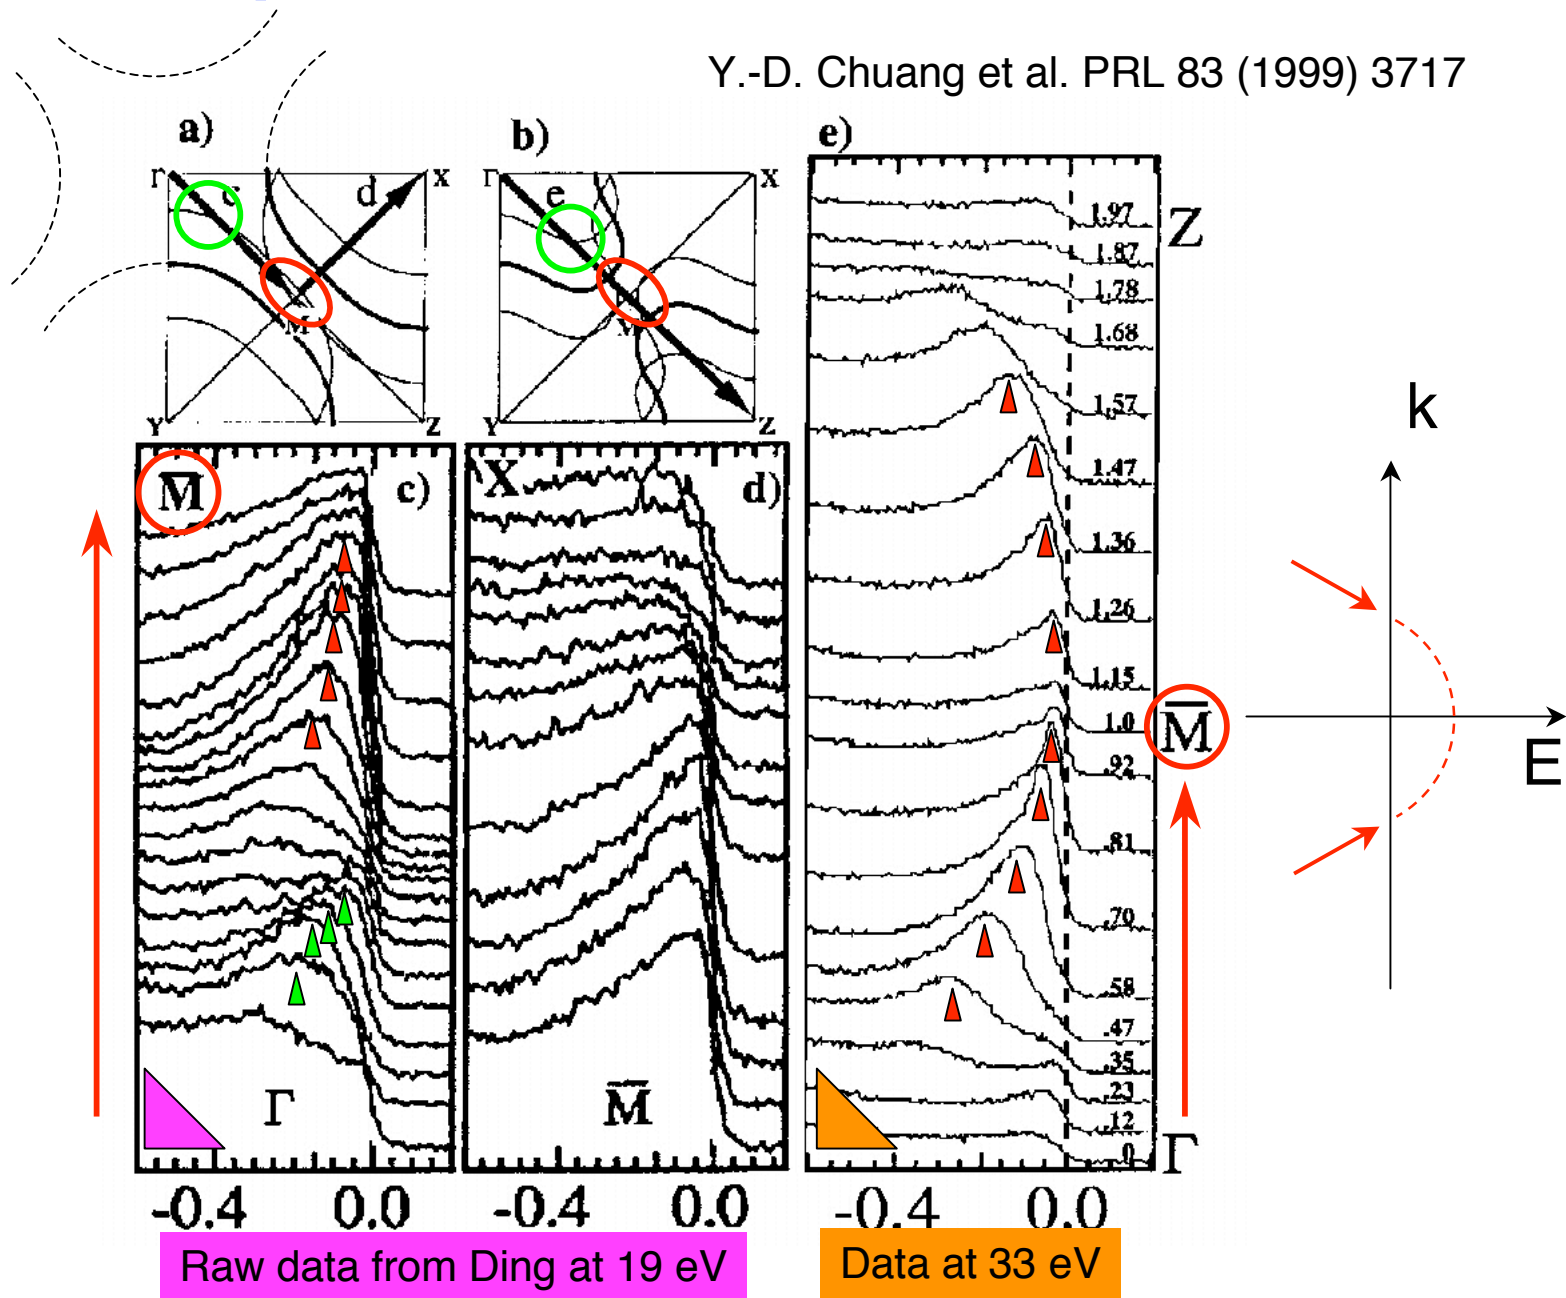 Y.-D. Chuang et al. PRL 83 (1999) 3717
a)
b)
e)
Γ
c
d
X
Γ
e
X
M
M
Y
Z
Y
Z
M̅
c)
X
d)
Γ
M̅
-0.4
0.0
-0.4
0.0
1.97
1.87
1.78
1.68
1.57
1.47
1.36
1.26
1.15
1.0
.92
.81
.70
.58
.47
.35
.23
.12
0
Z
M̅
Γ
-0.4
0.0
k
E
Raw data from Ding at 19 eV
Data at 33 eV